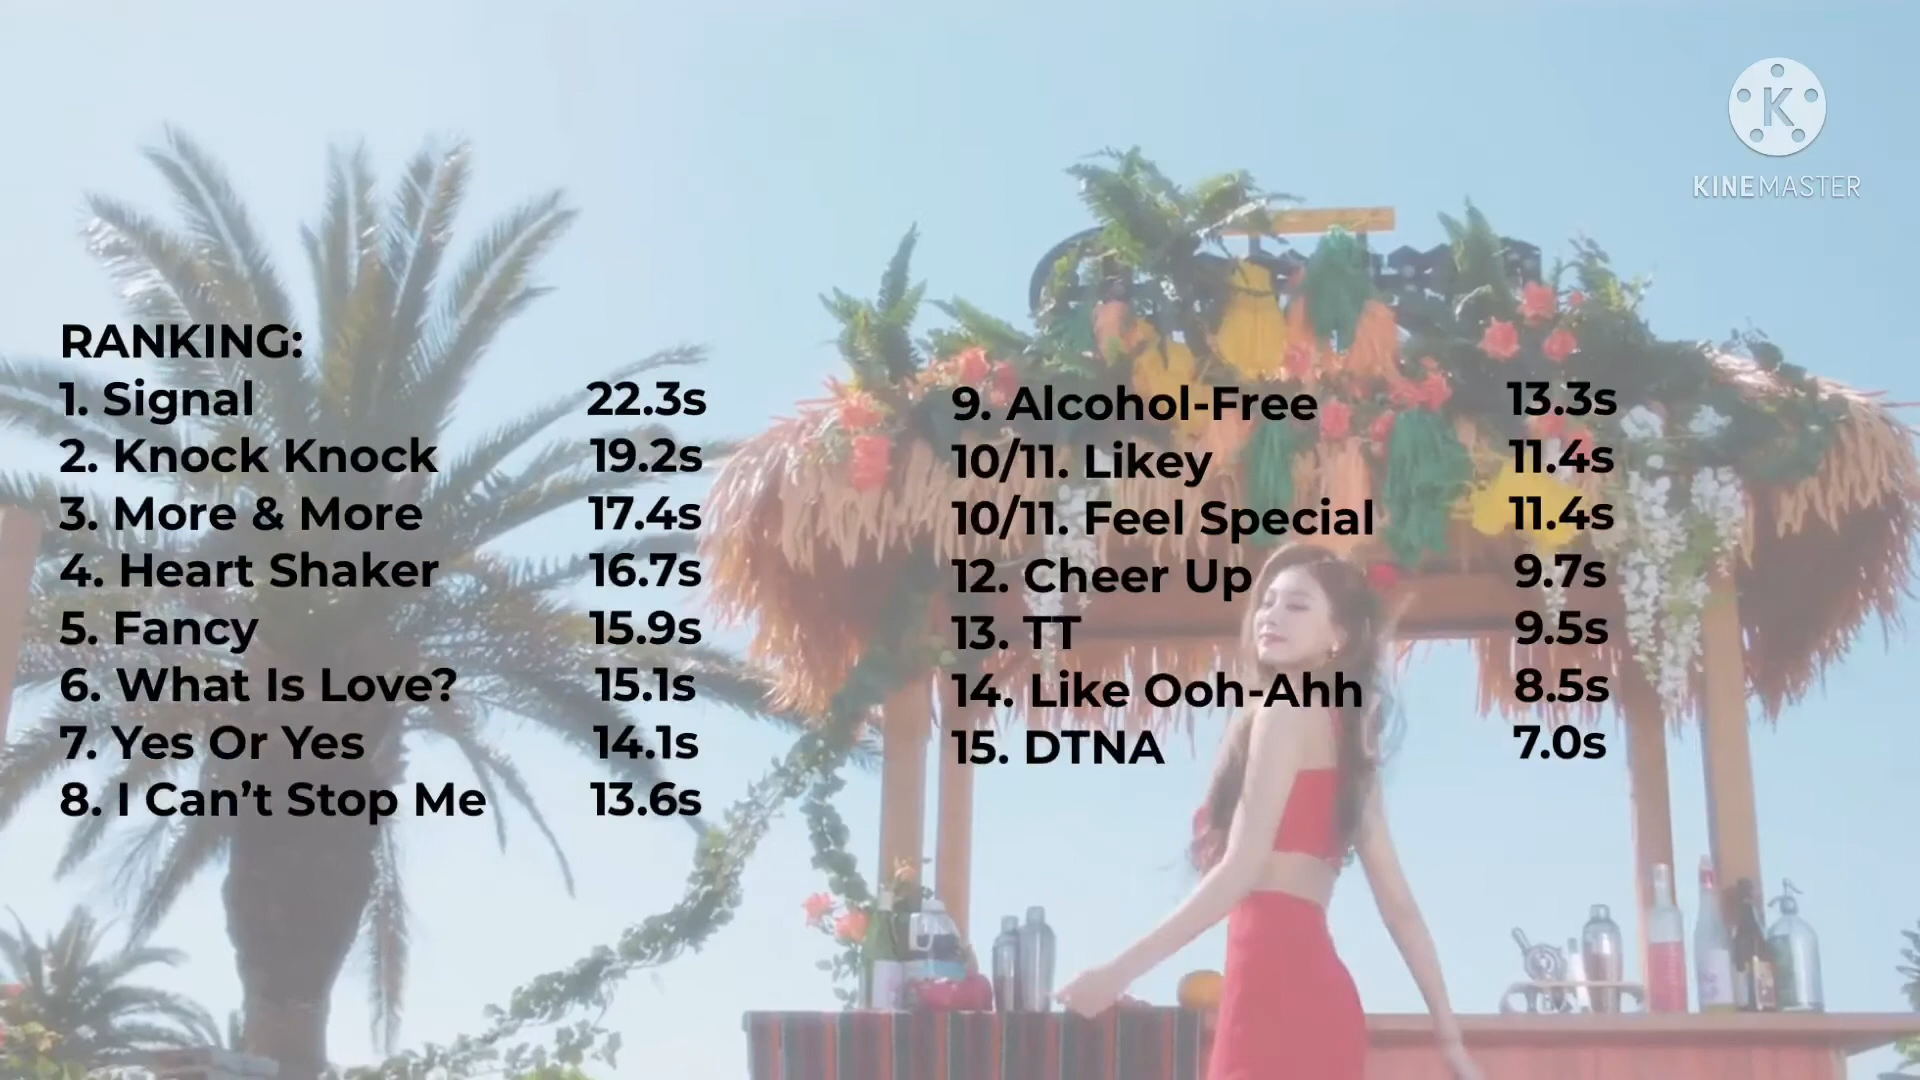 K
KINEMASTER
RANKING:
1. Signal 22.3s
2. Knock Knock 19.2s
3. More & More 17.4s
4. Heart Shaker 16.7s
5. Fancy 15.9s
6. What Is Love? 15.1s
7. Yes Or Yes 14.1s
8. I Can't Stop Me 13.6s
9. Alcohol-Free 13.3s
10/11. Likey 11.4s
10/11. Feel Special 11.4s
12. Cheer Up 9.7s
13. TT 9.5s
14. Like Ooh-Ahh 8.5s
15. DTNA 7.0s